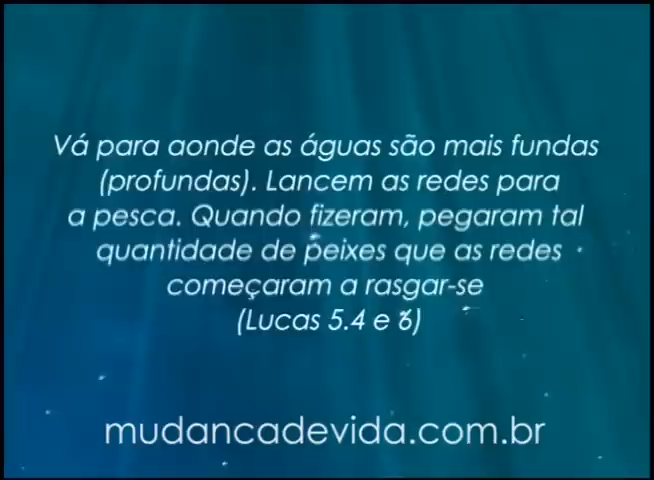 Vá para aonde as águas são mais fundas
(profundas). Lancem as redes para
a pesca. Quando fizeram, pegaram tal
quantidade de peixes que as redes
começaram a rasgar-se
(Lucas 5.4 e 6)
mudancadevida.com.br